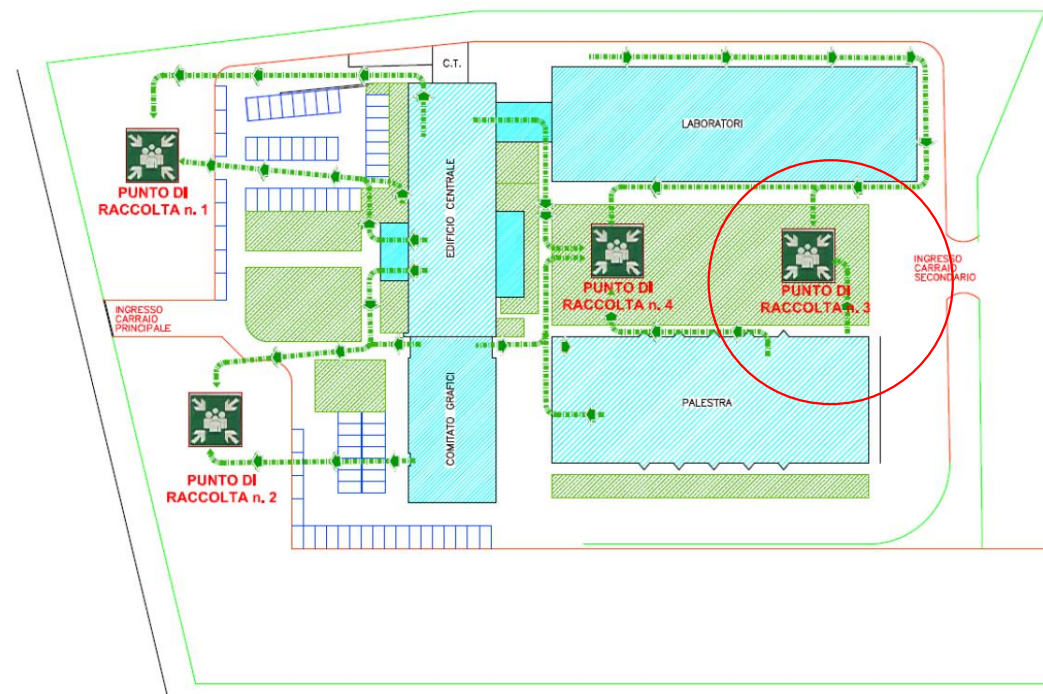 C.T.
LABORATORI
EDIFICIO CENTRALE
PUNTO DI
RACCOLTA n. 1
PUNTO DI
RACCOLTA n. 4
PUNTO DI
RACCOLTA n. 3
INGRESSO
CARRAIO
SECONDARIO
INGRESSO
CARRAIO
PRINCIPALE
COMITATO GRAFICI
PALESTRA
PUNTO DI
RACCOLTA n. 2